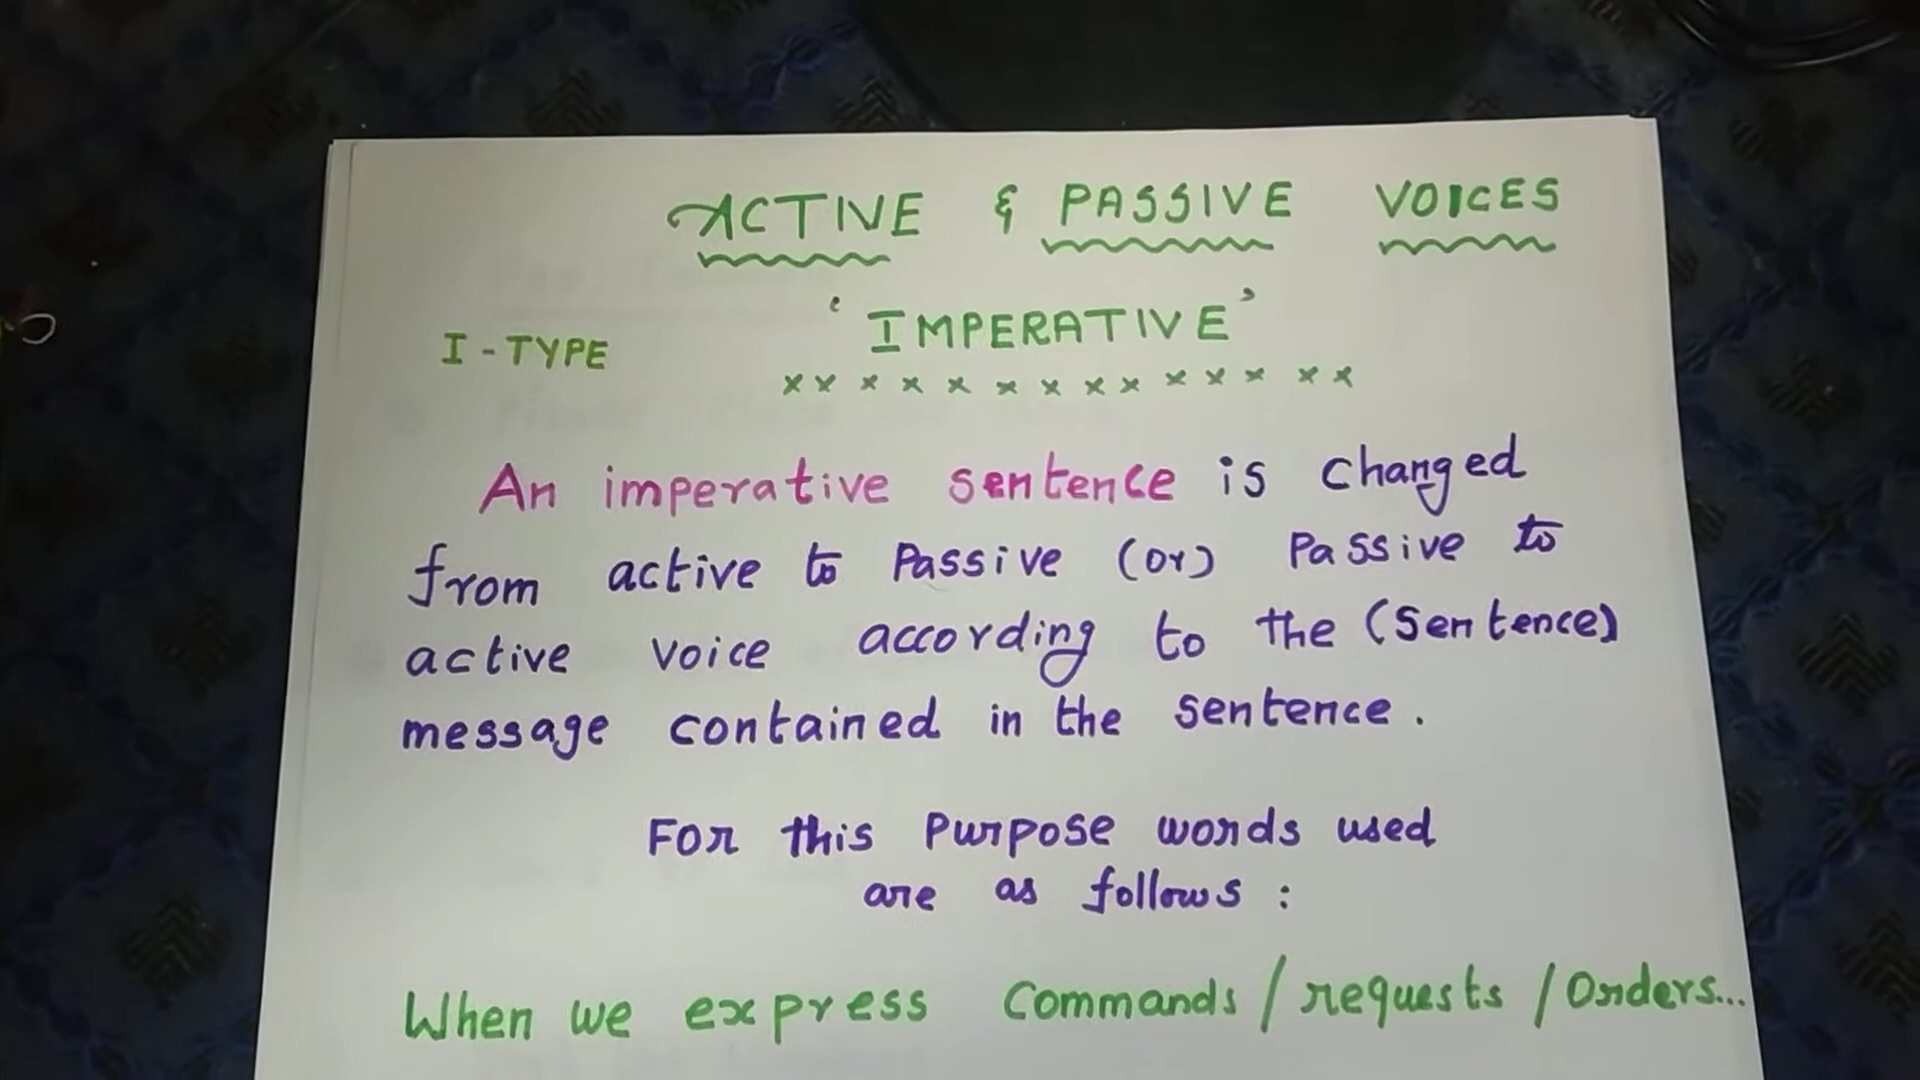 ACTIVE & PASSIVE VOICES
I - TYPE 'IMPERATIVE'
xx x x x x x x x x x x x x
An imperative sentence is changed
from active to Passive (or) Passive to
active voice according to the (Sentence)
message contained in the sentence.
For this Purpose words used
are as follows :
When we express Commands / requests / Orders...